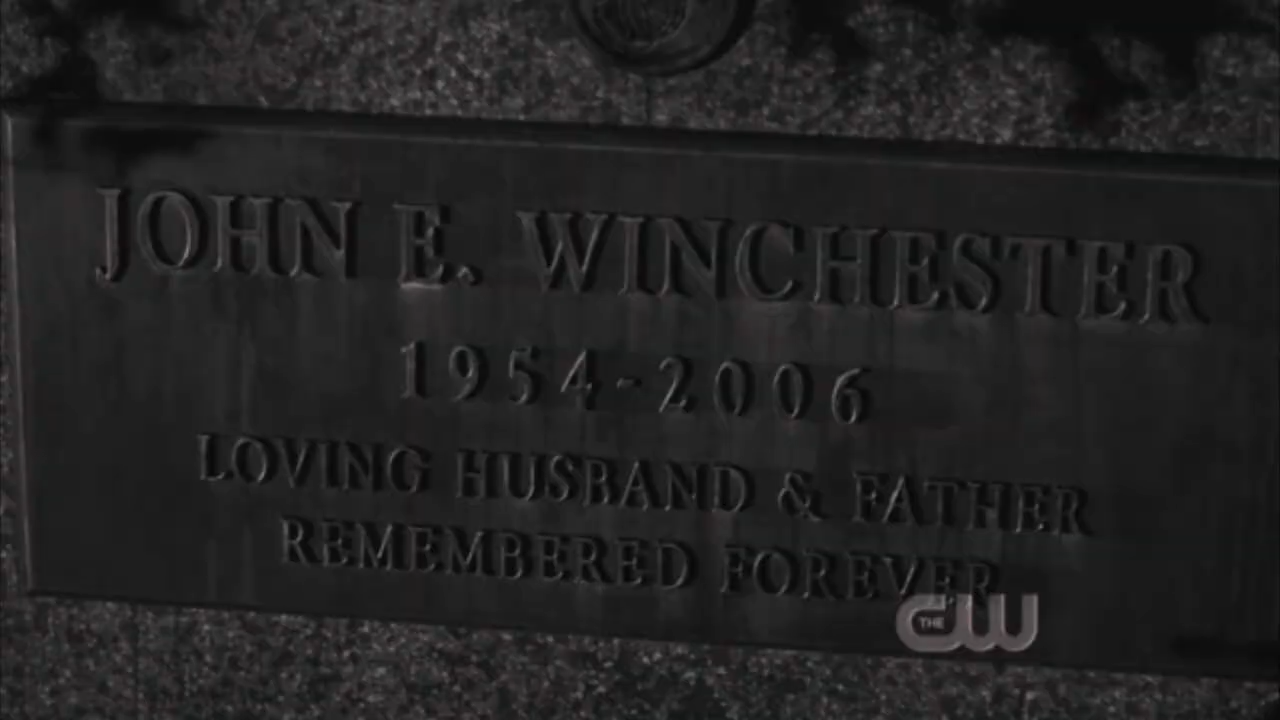 JOHN E. WINCHESTER
1954-2006
LOVING HUSBAND & FATHER
REMEMBERED FOREVER
THE CW